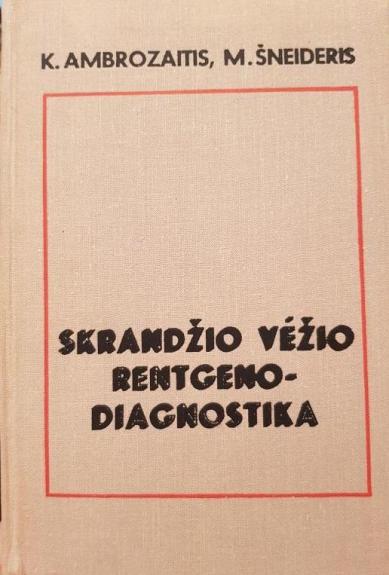 K. AMBROZAITIS, M. ŠNEIDERIS
SKRANDŽIO VĖŽIO
RENTGENO-
DIAGNOSTIKA